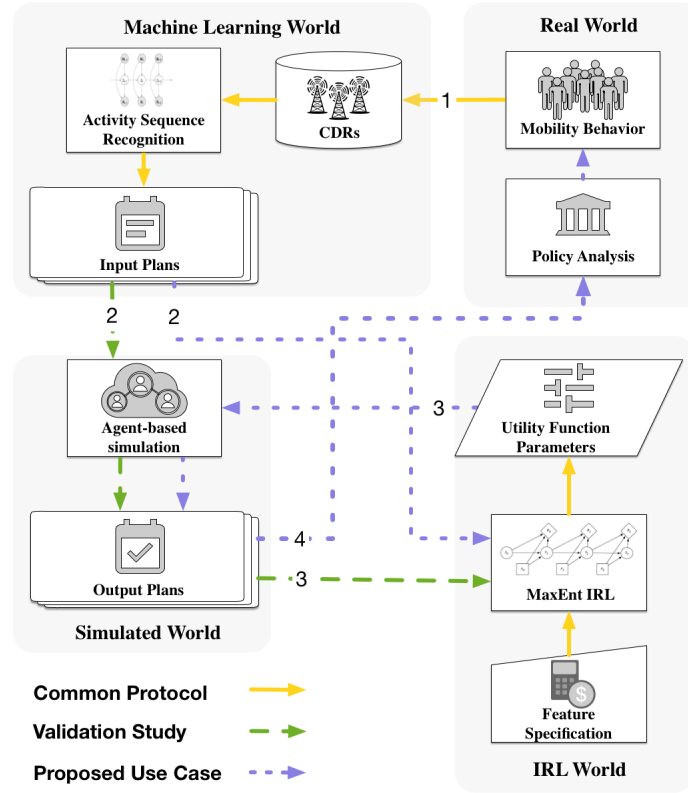 Machine Learning World
Real World
Activity Sequence
Recognition
CDRs
1
Mobility Behavior
Input Plans
Policy Analysis
2
2
Agent-based
simulation
3
Utility Function
Parameters
Output Plans
4
3
MaxEnt IRL
Simulated World
Feature
Specification
$
IRL World
Common Protocol
Validation Study
Proposed Use Case